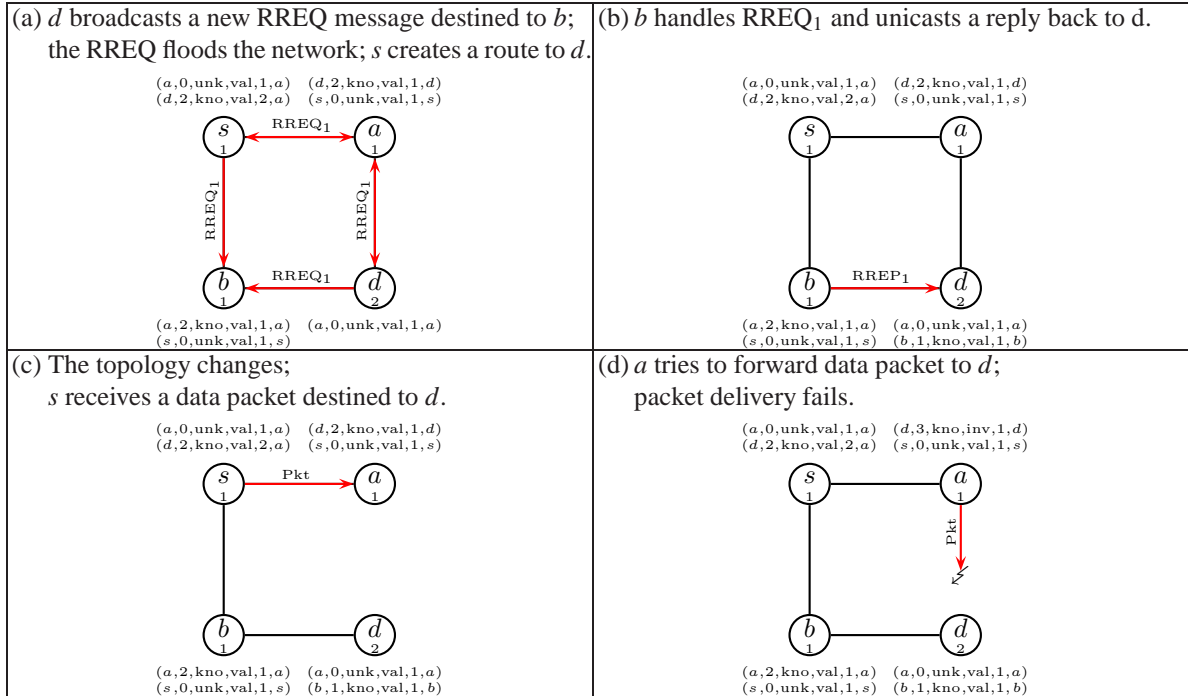 (a) d broadcasts a new RREQ message destined to b;
the RREQ floods the network; s creates a route to d.
(a,0,unk,val,1,a) (d,2,kno,val,1,d)
(d,2,kno,val,2,a) (s,0,unk,val,1,s)
s
1
RREQ1
a
1
RREQ1
RREQ1
b
1
RREQ1
d
2
(a,2,kno,val,1,a) (a,0,unk,val,1,a)
(s,0,unk,val,1,s)
(b) b handles RREQ1 and unicasts a reply back to d.
(a,0,unk,val,1,a) (d,2,kno,val,1,d)
(d,2,kno,val,2,a) (s,0,unk,val,1,s)
s
1
a
1
b
1
RREP1
d
2
(a,2,kno,val,1,a) (a,0,unk,val,1,a)
(s,0,unk,val,1,s) (b,1,kno,val,1,b)
(c) The topology changes;
s receives a data packet destined to d.
(a,0,unk,val,1,a) (d,2,kno,val,1,d)
(d,2,kno,val,2,a) (s,0,unk,val,1,s)
s
1
Pkt
a
1
b
1
d
2
(a,2,kno,val,1,a) (a,0,unk,val,1,a)
(s,0,unk,val,1,s) (b,1,kno,val,1,b)
(d) a tries to forward data packet to d;
packet delivery fails.
(a,0,unk,val,1,a) (d,3,kno,inv,1,d)
(d,2,kno,val,2,a) (s,0,unk,val,1,s)
s
1
a
1
Pkt
b
1
d
2
(a,2,kno,val,1,a) (a,0,unk,val,1,a)
(s,0,unk,val,1,s) (b,1,kno,val,1,b)